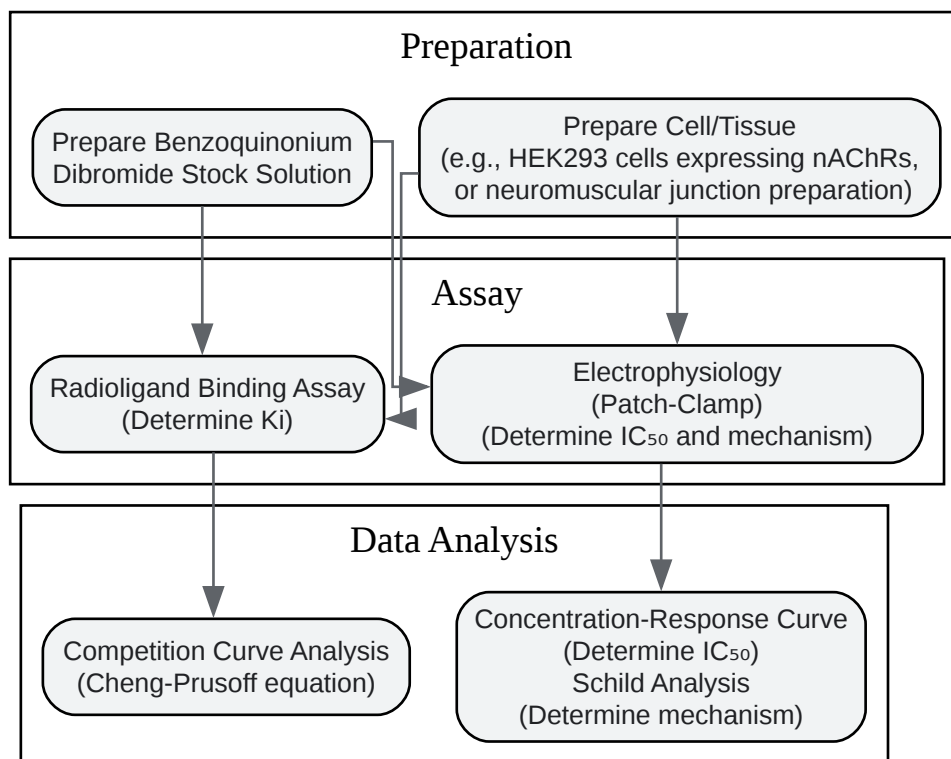 Preparation
Prepare Benzoquinonium
Dibromide Stock Solution
Prepare Cell/Tissue
(e.g., HEK293 cells expressing nAChRs,
or neuromuscular junction preparation)
Assay
Radioligand Binding Assay
(Determine Ki)
Electrophysiology
(Patch-Clamp)
(Determine IC₅₀ and mechanism)
Data Analysis
Competition Curve Analysis
(Cheng-Prusoff equation)
Concentration-Response Curve
(Determine IC₅₀)
Schild Analysis
(Determine mechanism)